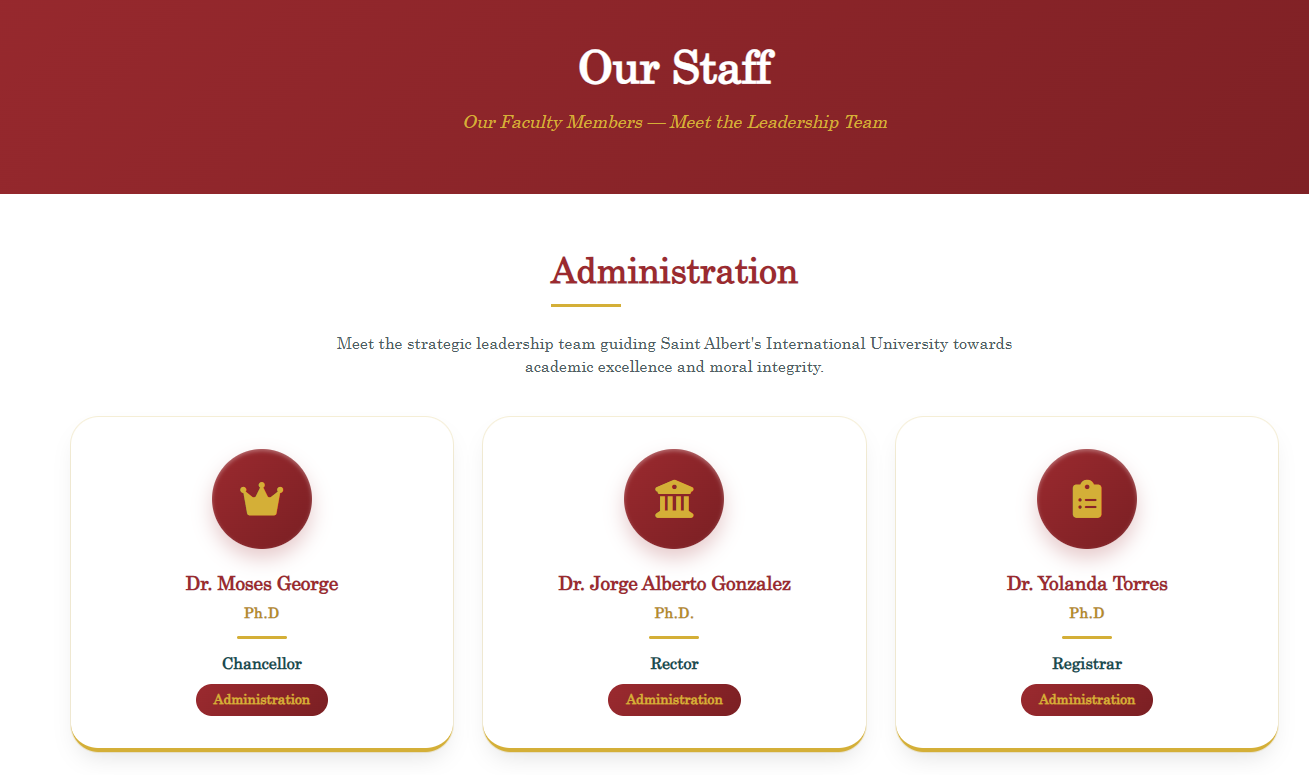 Our Staff
Our Faculty Members — Meet the Leadership Team
Administration
Meet the strategic leadership team guiding Saint Albert's International University towards
academic excellence and moral integrity.
Dr. Moses George
Ph.D
Chancellor
Administration
Dr. Jorge Alberto Gonzalez
Ph.D.
Rector
Administration
Dr. Yolanda Torres
Ph.D
Registrar
Administration